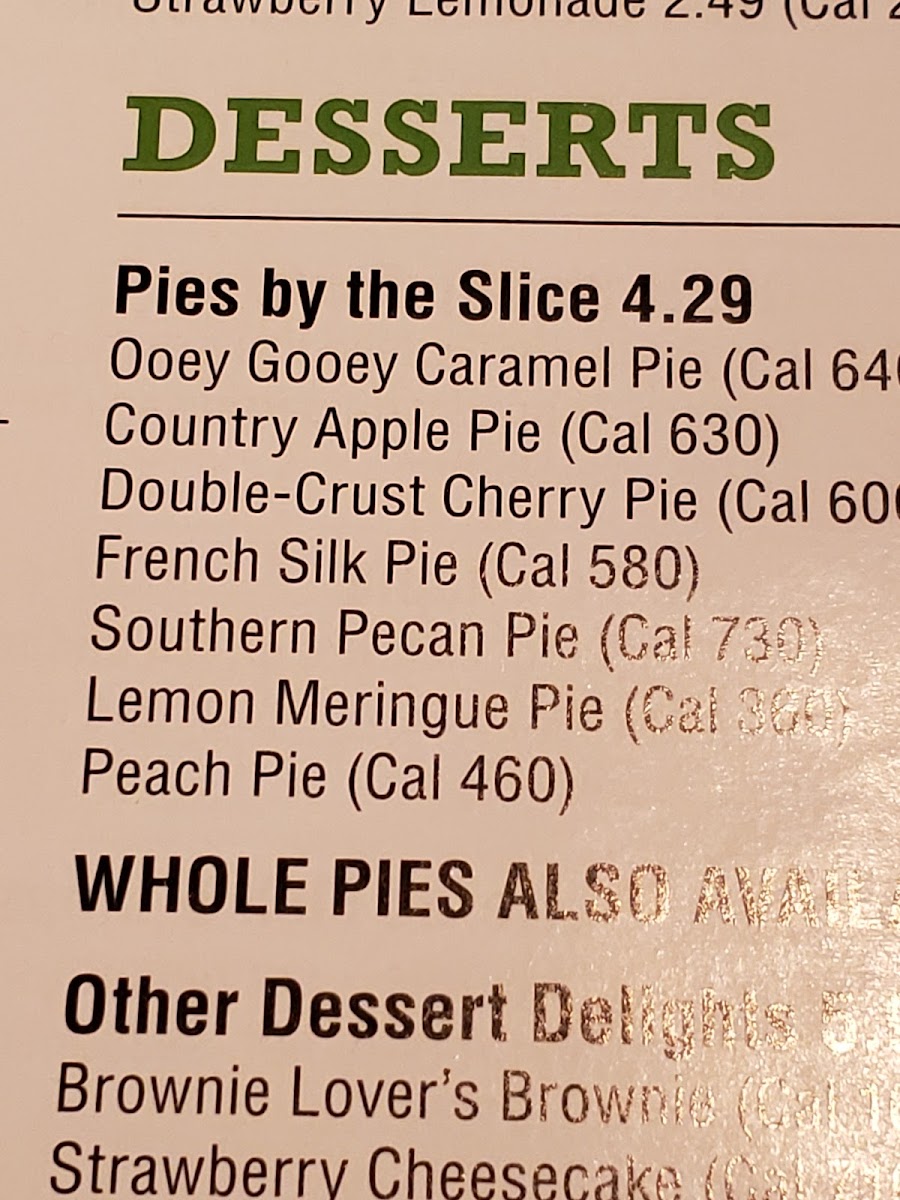 Strawberry Lemonade 2.49 (Cal
DESSERTS
Pies by the Slice 4.29
Ooey Gooey Caramel Pie (Cal 640
Country Apple Pie (Cal 630)
Double-Crust Cherry Pie (Cal 600
French Silk Pie (Cal 580)
Southern Pecan Pie (Cal 730)
Lemon Meringue Pie (Cal 360)
Peach Pie (Cal 460)
WHOLE PIES ALSO
Other Dessert Delights
Brownie Lover's Brownie (Cal
Strawberry Cheesecake